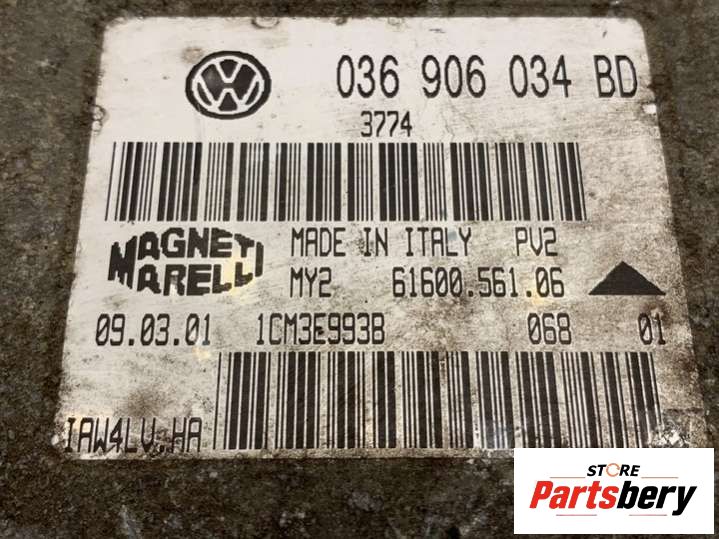 036 906 034 BD
3774
MAGNETI
MARELLI
MADE IN ITALY PV2
MY2 61600.561.06
09.03.01 1CM3E993B 068 01
IAW4LV.HA
STORE
Partsbery